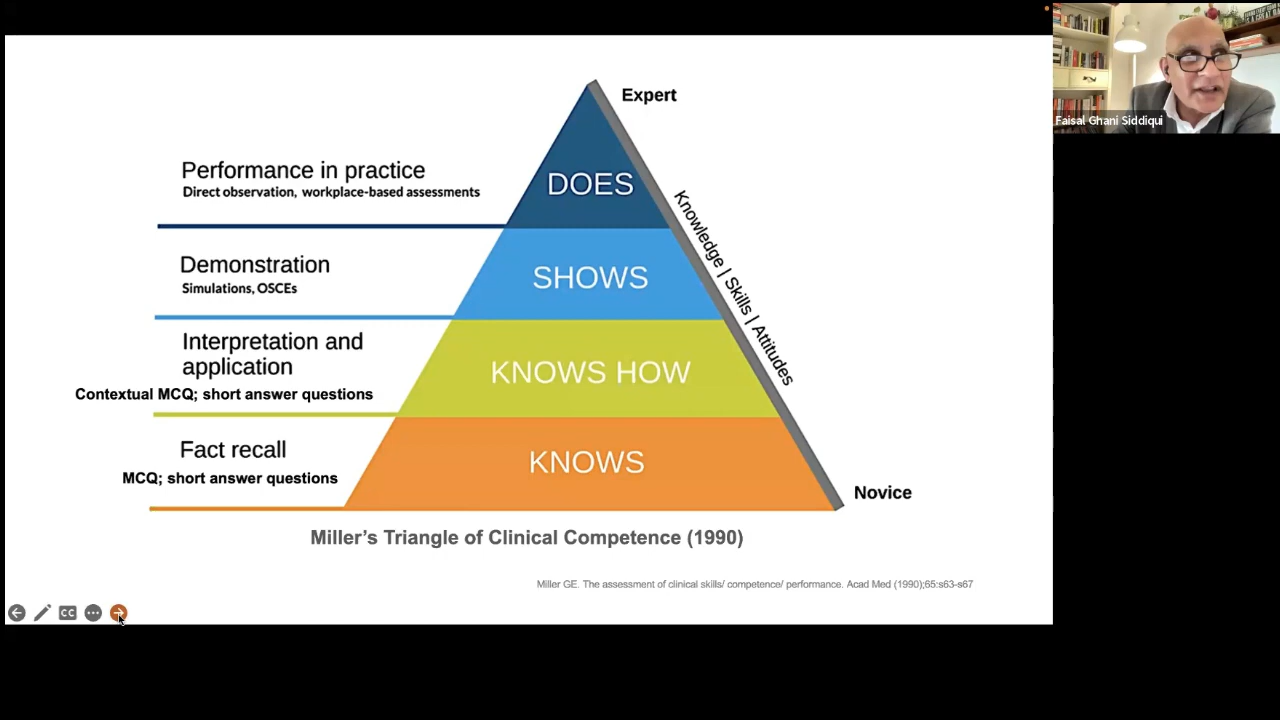 Expert
Performance in practice
Direct observation, workplace-based assessments
DOES
Demonstration
Simulations, OSCEs
SHOWS
Knowledge | Skills | Attitudes
Interpretation and
application
Contextual MCQ; short answer questions
KNOWS HOW
Fact recall
MCQ; short answer questions
KNOWS
Novice
Miller’s Triangle of Clinical Competence (1990)
Miller GE. The assessment of clinical skills/ competence/ performance. Acad Med (1990);65:s63-s67
CC
Faisal Ghani Siddiqui